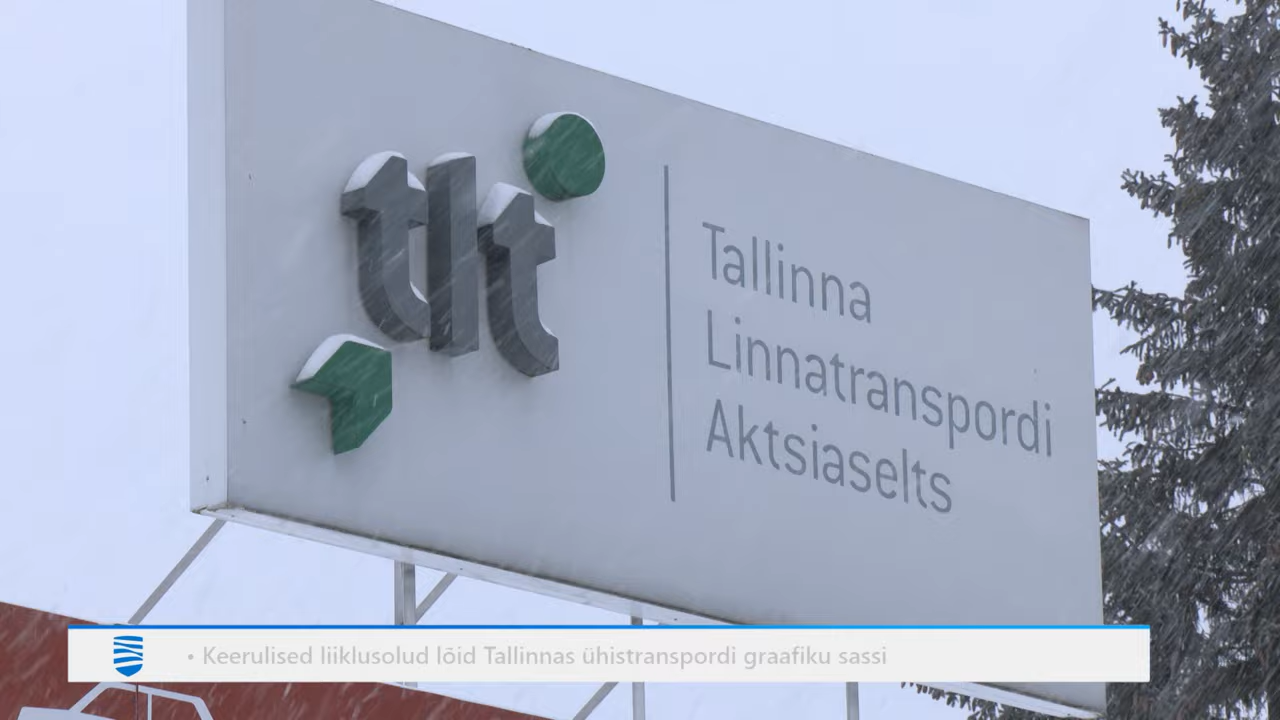 tlt
Tallinna
Linnatranspordi
Aktsiaselts
• Keerulised liiklusolud lõid Tallinnas ühistranspordi graafiku sassi